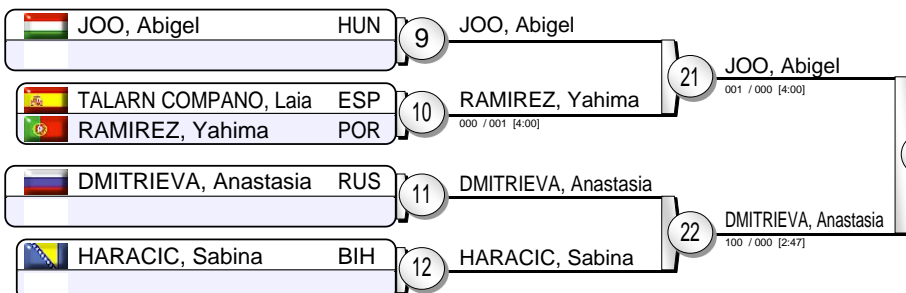 JOO, Abigel HUN
9
JOO, Abigel
TALARN COMPANO, Laia ESP
RAMIREZ, Yahima POR
10
RAMIREZ, Yahima
000 / 001 [4:00]
21
JOO, Abigel
001 / 000 [4:00]
DMITRIEVA, Anastasia RUS
11
DMITRIEVA, Anastasia
HARACIC, Sabina BIH
12
HARACIC, Sabina
22
DMITRIEVA, Anastasia
100 / 000 [2:47]